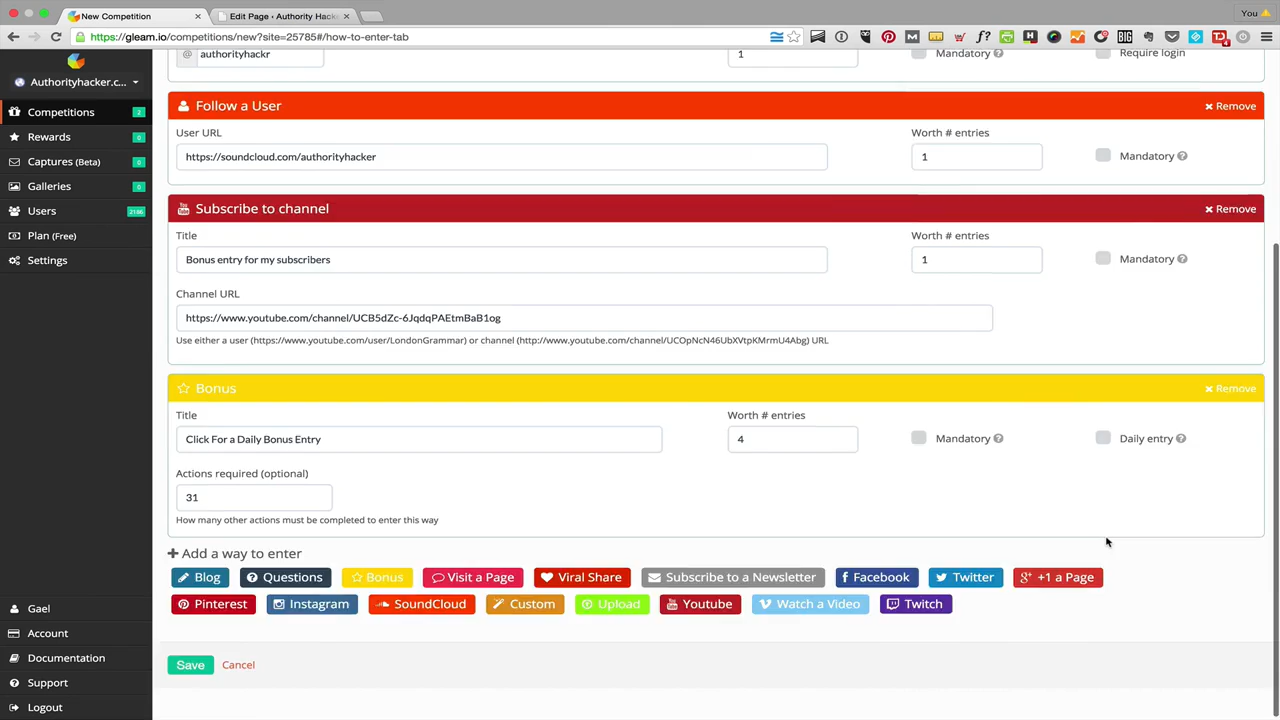 New Competition
Edit Page ‹ Authority Hack
You
https://gleam.io/competitions/new?site=25785#/how-to-enter-tab
Authorityhacker.c...
Competitions 2
Rewards 0
Captures (Beta) 0
Galleries 0
Users 2186
Plan (Free)
Settings
Gael
Account
Documentation
Support
Logout
@ authorityhackr
1
Mandatory
Require login
Follow a User
Remove
User URL
Worth # entries
https://soundcloud.com/authorityhacker
1
Mandatory
Subscribe to channel
Remove
Title
Worth # entries
Bonus entry for my subscribers
1
Mandatory
Channel URL
https://www.youtube.com/channel/UCB5dZc-6JqdqPAEtmBaB1og
Use either a user (https://www.youtube.com/user/LondonGrammar) or channel (http://www.youtube.com/channel/UCOpNcN46UbXVtpKMrmU4Abg) URL
Bonus
Remove
Title
Worth # entries
Click For a Daily Bonus Entry
4
Mandatory
Daily entry
Actions required (optional)
31
How many other actions must be completed to enter this way
Add a way to enter
Blog Questions Bonus Visit a Page Viral Share Subscribe to a Newsletter Facebook Twitter +1 a Page
Pinterest Instagram SoundCloud Custom Upload Youtube Watch a Video Twitch
Save Cancel